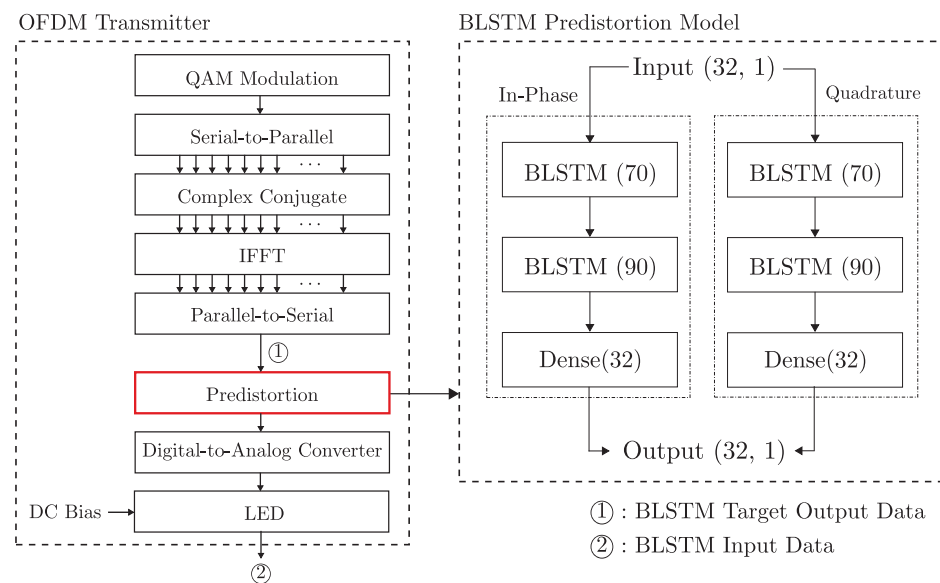 OFDM Transmitter
QAM Modulation
Serial-to-Parallel
...
Complex Conjugate
...
IFFT
...
Parallel-to-Serial
①
Predistortion
Digital-to-Analog Converter
DC Bias
LED
②
BLSTM Predistortion Model
Input (32, 1)
In-Phase
Quadrature
BLSTM (70)
BLSTM (70)
BLSTM (90)
BLSTM (90)
Dense(32)
Dense(32)
Output (32, 1)
① : BLSTM Target Output Data
② : BLSTM Input Data